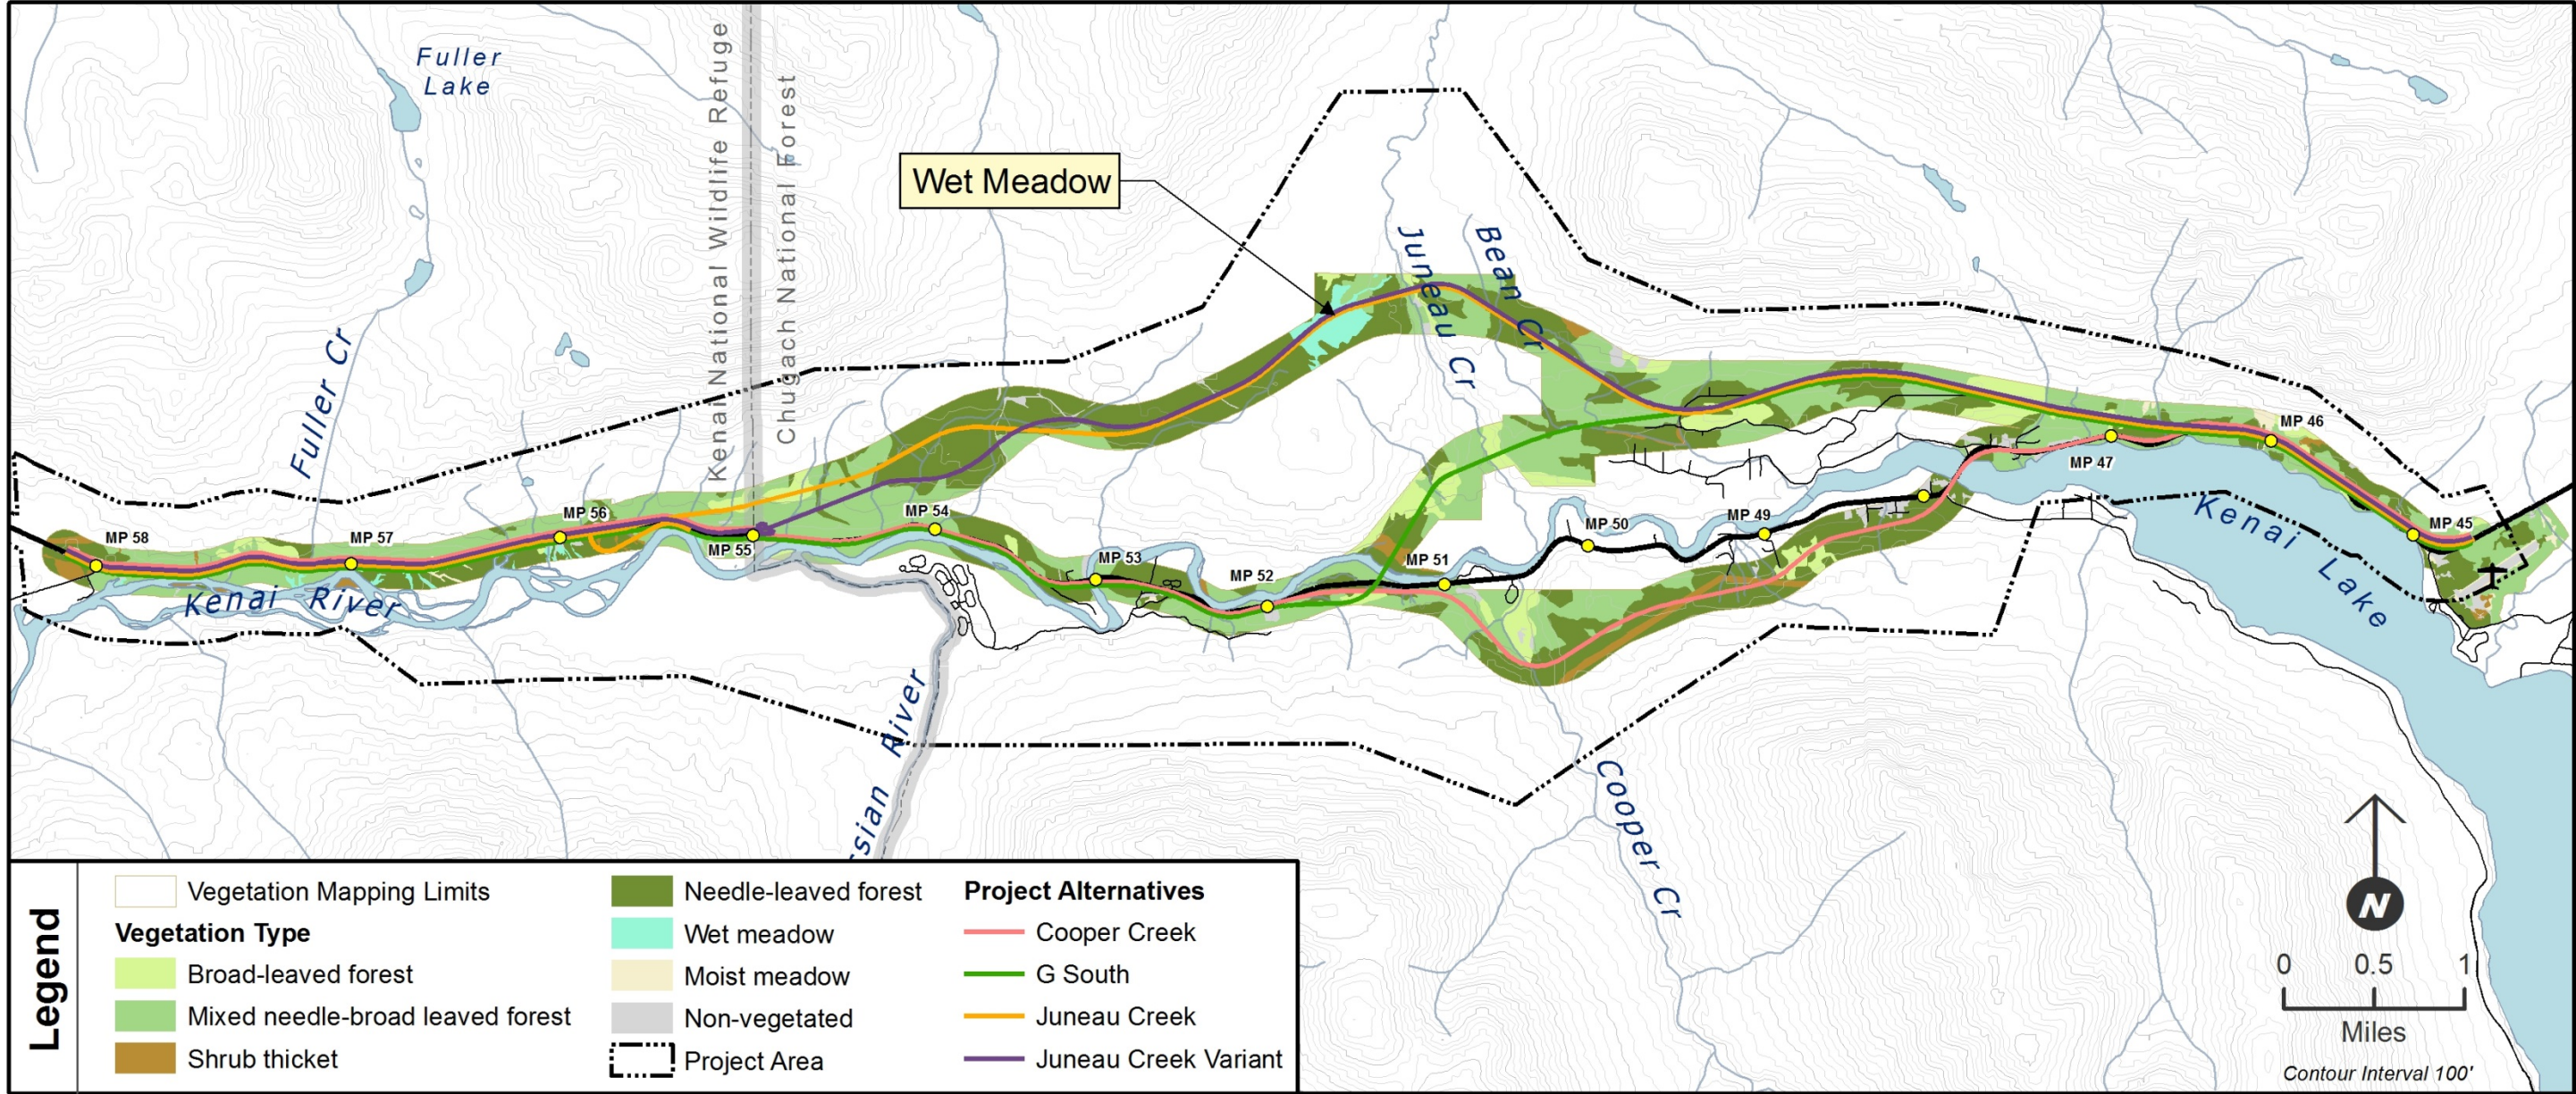 Fuller
Lake
Kenai National Wildlife Refuge
Chugach National Forest
Wet Meadow
Juneau Cr
Bean Cr
Fuller Cr
MP 46
MP 47
MP 45
MP 58
MP 57
MP 56
MP 55
MP 54
MP 53
MP 52
MP 51
MP 50
MP 49
Kenai River
Kenai
Lake
ssian River
Cooper Cr
Legend
Vegetation Mapping Limits
Vegetation Type
Broad-leaved forest
Mixed needle-broad leaved forest
Shrub thicket
Needle-leaved forest
Wet meadow
Moist meadow
Non-vegetated
Project Area
Project Alternatives
Cooper Creek
G South
Juneau Creek
Juneau Creek Variant
N
0 0.5 1
Miles
Contour Interval 100'